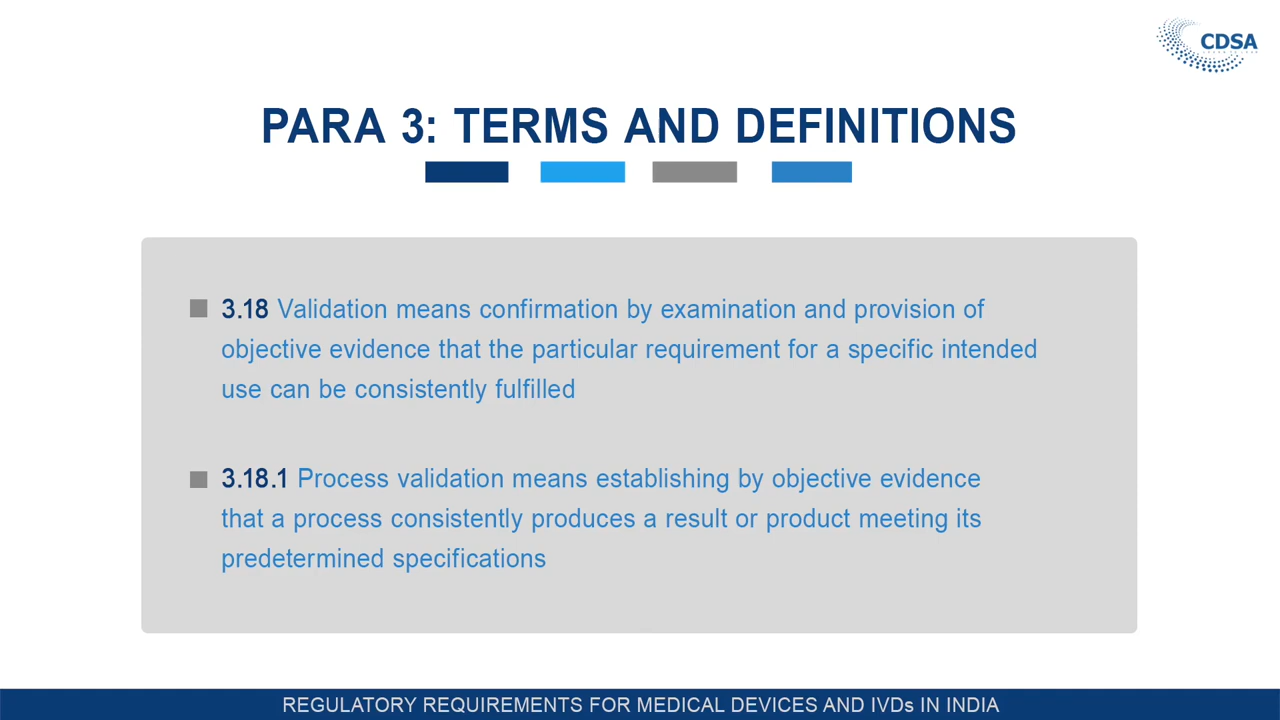 CDSA
PARA 3: TERMS AND DEFINITIONS
3.18 Validation means confirmation by examination and provision of
objective evidence that the particular requirement for a specific intended
use can be consistently fulfilled
3.18.1 Process validation means establishing by objective evidence
that a process consistently produces a result or product meeting its
predetermined specifications
REGULATORY REQUIREMENTS FOR MEDICAL DEVICES AND IVDs IN INDIA